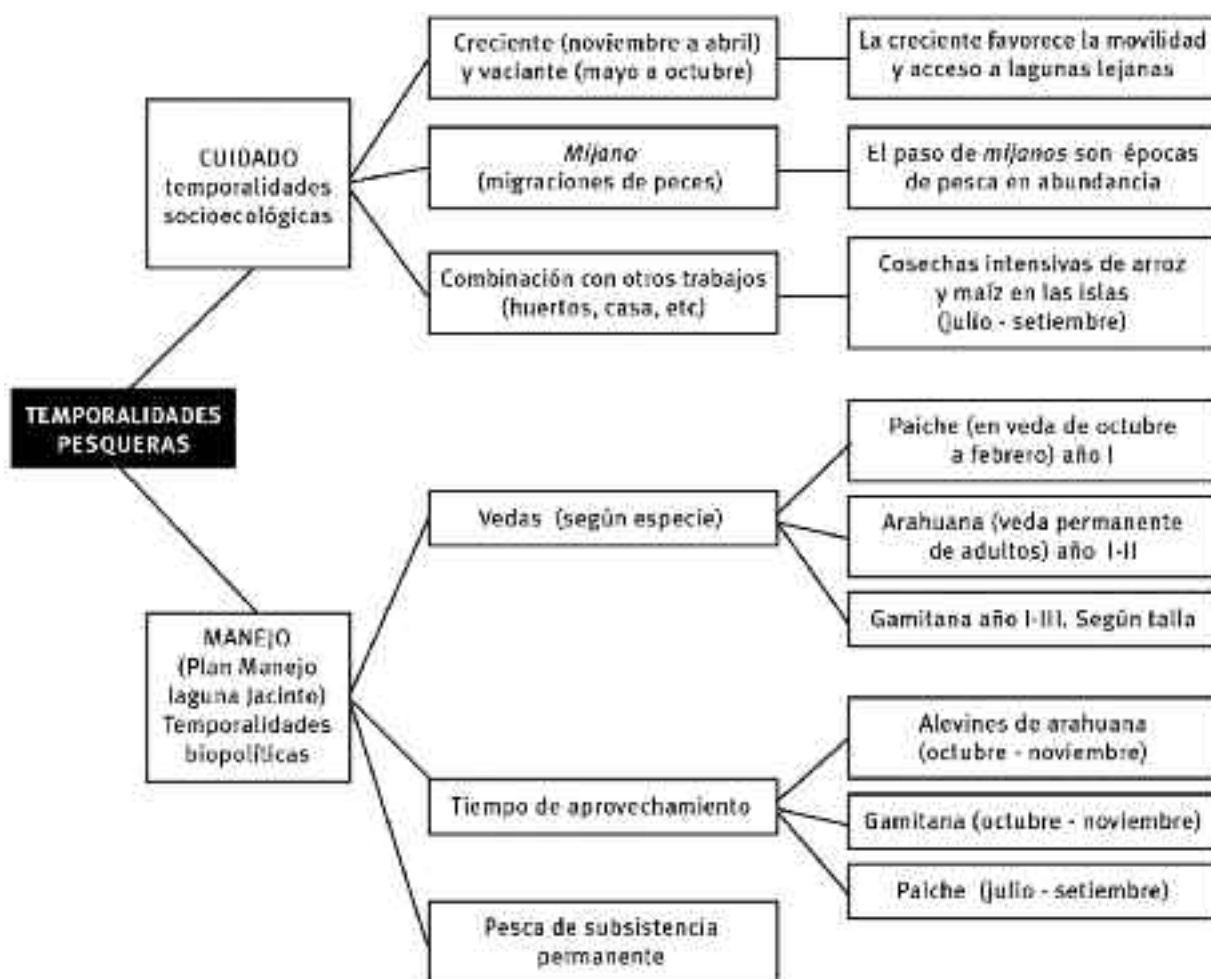 TEMPORALIDADES
PESQUERAS
CUIDADO
temporalidades
socioecológicas
Creciente (noviembre a abril)
y vaciante (mayo a octubre)
La creciente favorece la movilidad
y acceso a lagunas lejanas
Mijano
(migraciones de peces)
El paso de mijanos son épocas
de pesca en abundancia
Combinación con otros trabajos
(huertos, casa, etc)
Cosechas intensivas de arroz
y maíz en las islas
(julio - setiembre)
MANEJO
(Plan Manejo
laguna Jacinto)
Temporalidades
biopolíticas
Vedas (según especie)
Paiche (en veda de octubre
a febrero) año I
Arahuana (veda permanente
de adultos) año I-II
Gamitana año I-III. Según talla
Tiempo de aprovechamiento
Alevines de arahuana
(octubre - noviembre)
Gamitana (octubre - noviembre)
Paiche (julio - setiembre)
Pesca de subsistencia
permanente